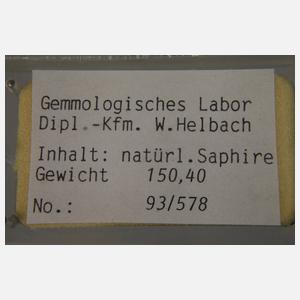 Gemmologisches Labor
Dipl.-Kfm. W.Helbach
Inhalt: natürl.Saphire
Gewicht 150,40
No.: 93/578